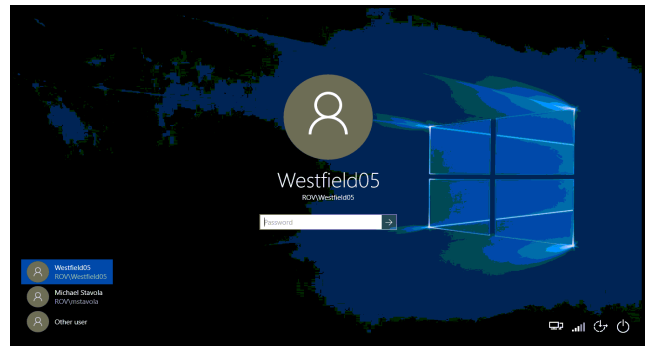 Westfield05
ROV\Westfield05
Password
Westfield05
ROV\Westfield05
Michael Stavola
ROV\mstavola
Other user